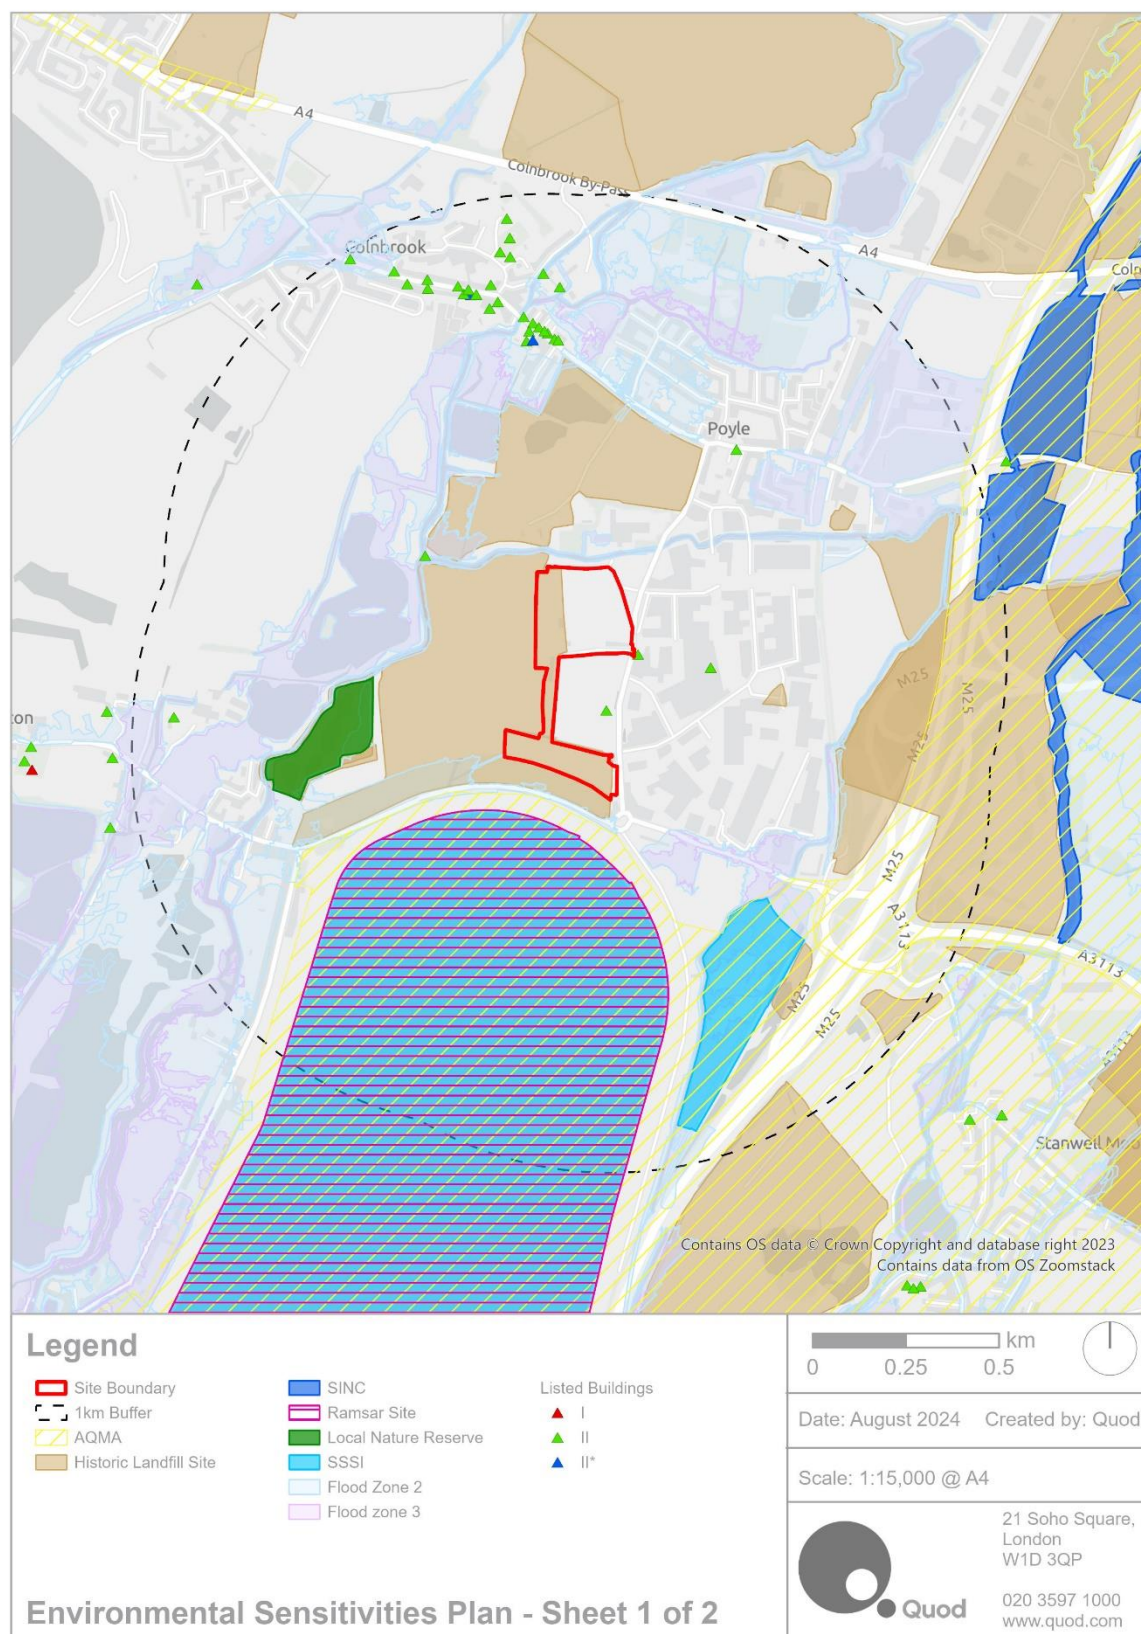 A4
Colnbrook By-Pass
Colnbrook
A4
Poyle
M25
M25
M25
M25
A3113
A3113
M25
M25
A3113
Contains OS data © Crown Copyright and database right 2023
Contains data from OS Zoomstack
Legend
Site Boundary
1km Buffer
AQMA
Historic Landfill Site
SINC
Ramsar Site
Local Nature Reserve
SSSI
Flood Zone 2
Flood zone 3
Listed Buildings
I
II
II*
km
0 0.25 0.5
Date: August 2024 Created by: Quod
Scale: 1:15,000 @ A4
Quod
21 Soho Square,
London
W1D 3QP
020 3597 1000
www.quod.com
Environmental Sensitivities Plan - Sheet 1 of 2